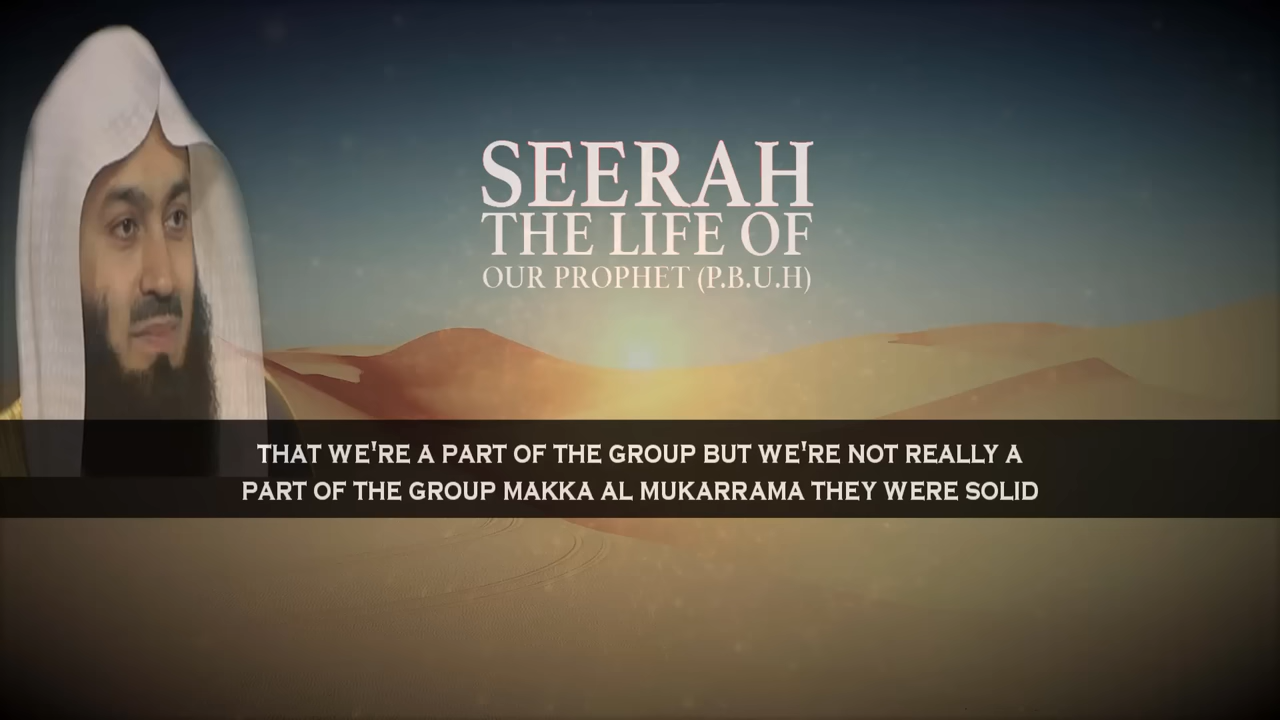 SEERAH
THE LIFE OF
OUR PROPHET (P.B.U.H)
THAT WE'RE A PART OF THE GROUP BUT WE'RE NOT REALLY A
PART OF THE GROUP MAKKA AL MUKARRAMA THEY WERE SOLID